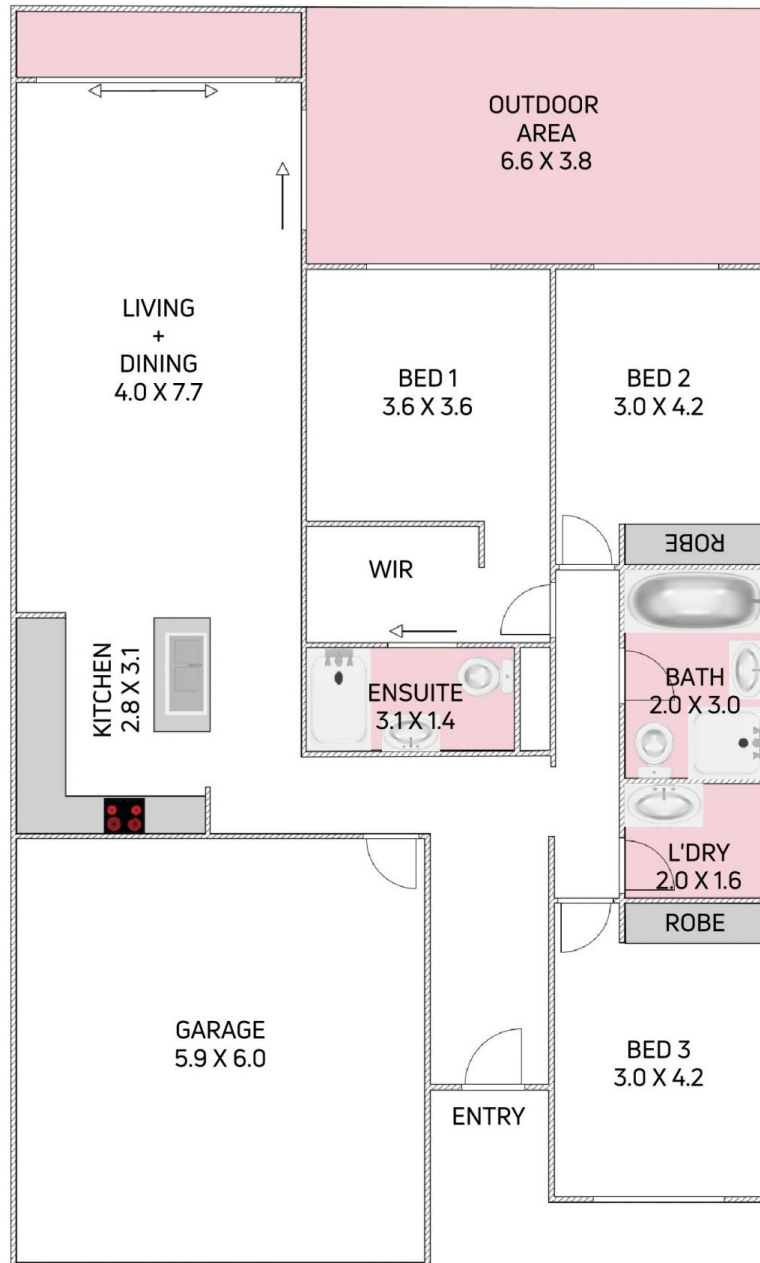 OUTDOOR
AREA
6.6 X 3.8
LIVING
+
DINING
4.0 X 7.7
BED 1
3.6 X 3.6
BED 2
3.0 X 4.2
ROBE
WIR
KITCHEN
2.8 X 3.1
ENSUITE
3.1 X 1.4
BATH
2.0 X 3.0
L'DRY
2.0 X 1.6
ROBE
GARAGE
5.9 X 6.0
BED 3
3.0 X 4.2
ENTRY